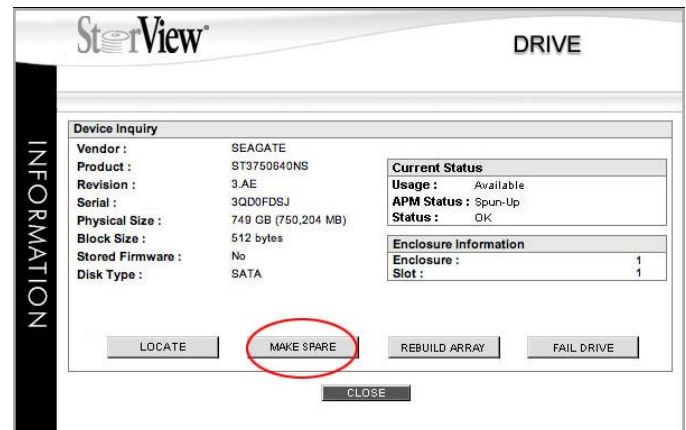 StorView
DRIVE
INFORMATION
Device Inquiry
Vendor : SEAGATE
Product : ST3750640NS
Revision : 3.AE
Serial : 3QD0FDSJ
Physical Size : 749 GB (750,204 MB)
Block Size : 512 bytes
Stored Firmware : No
Disk Type : SATA
Current Status
Usage : Available
APM Status : Spun-Up
Status : OK
Enclosure Information
Enclosure : 1
Slot : 1
LOCATE MAKE SPARE REBUILD ARRAY FAIL DRIVE
CLOSE